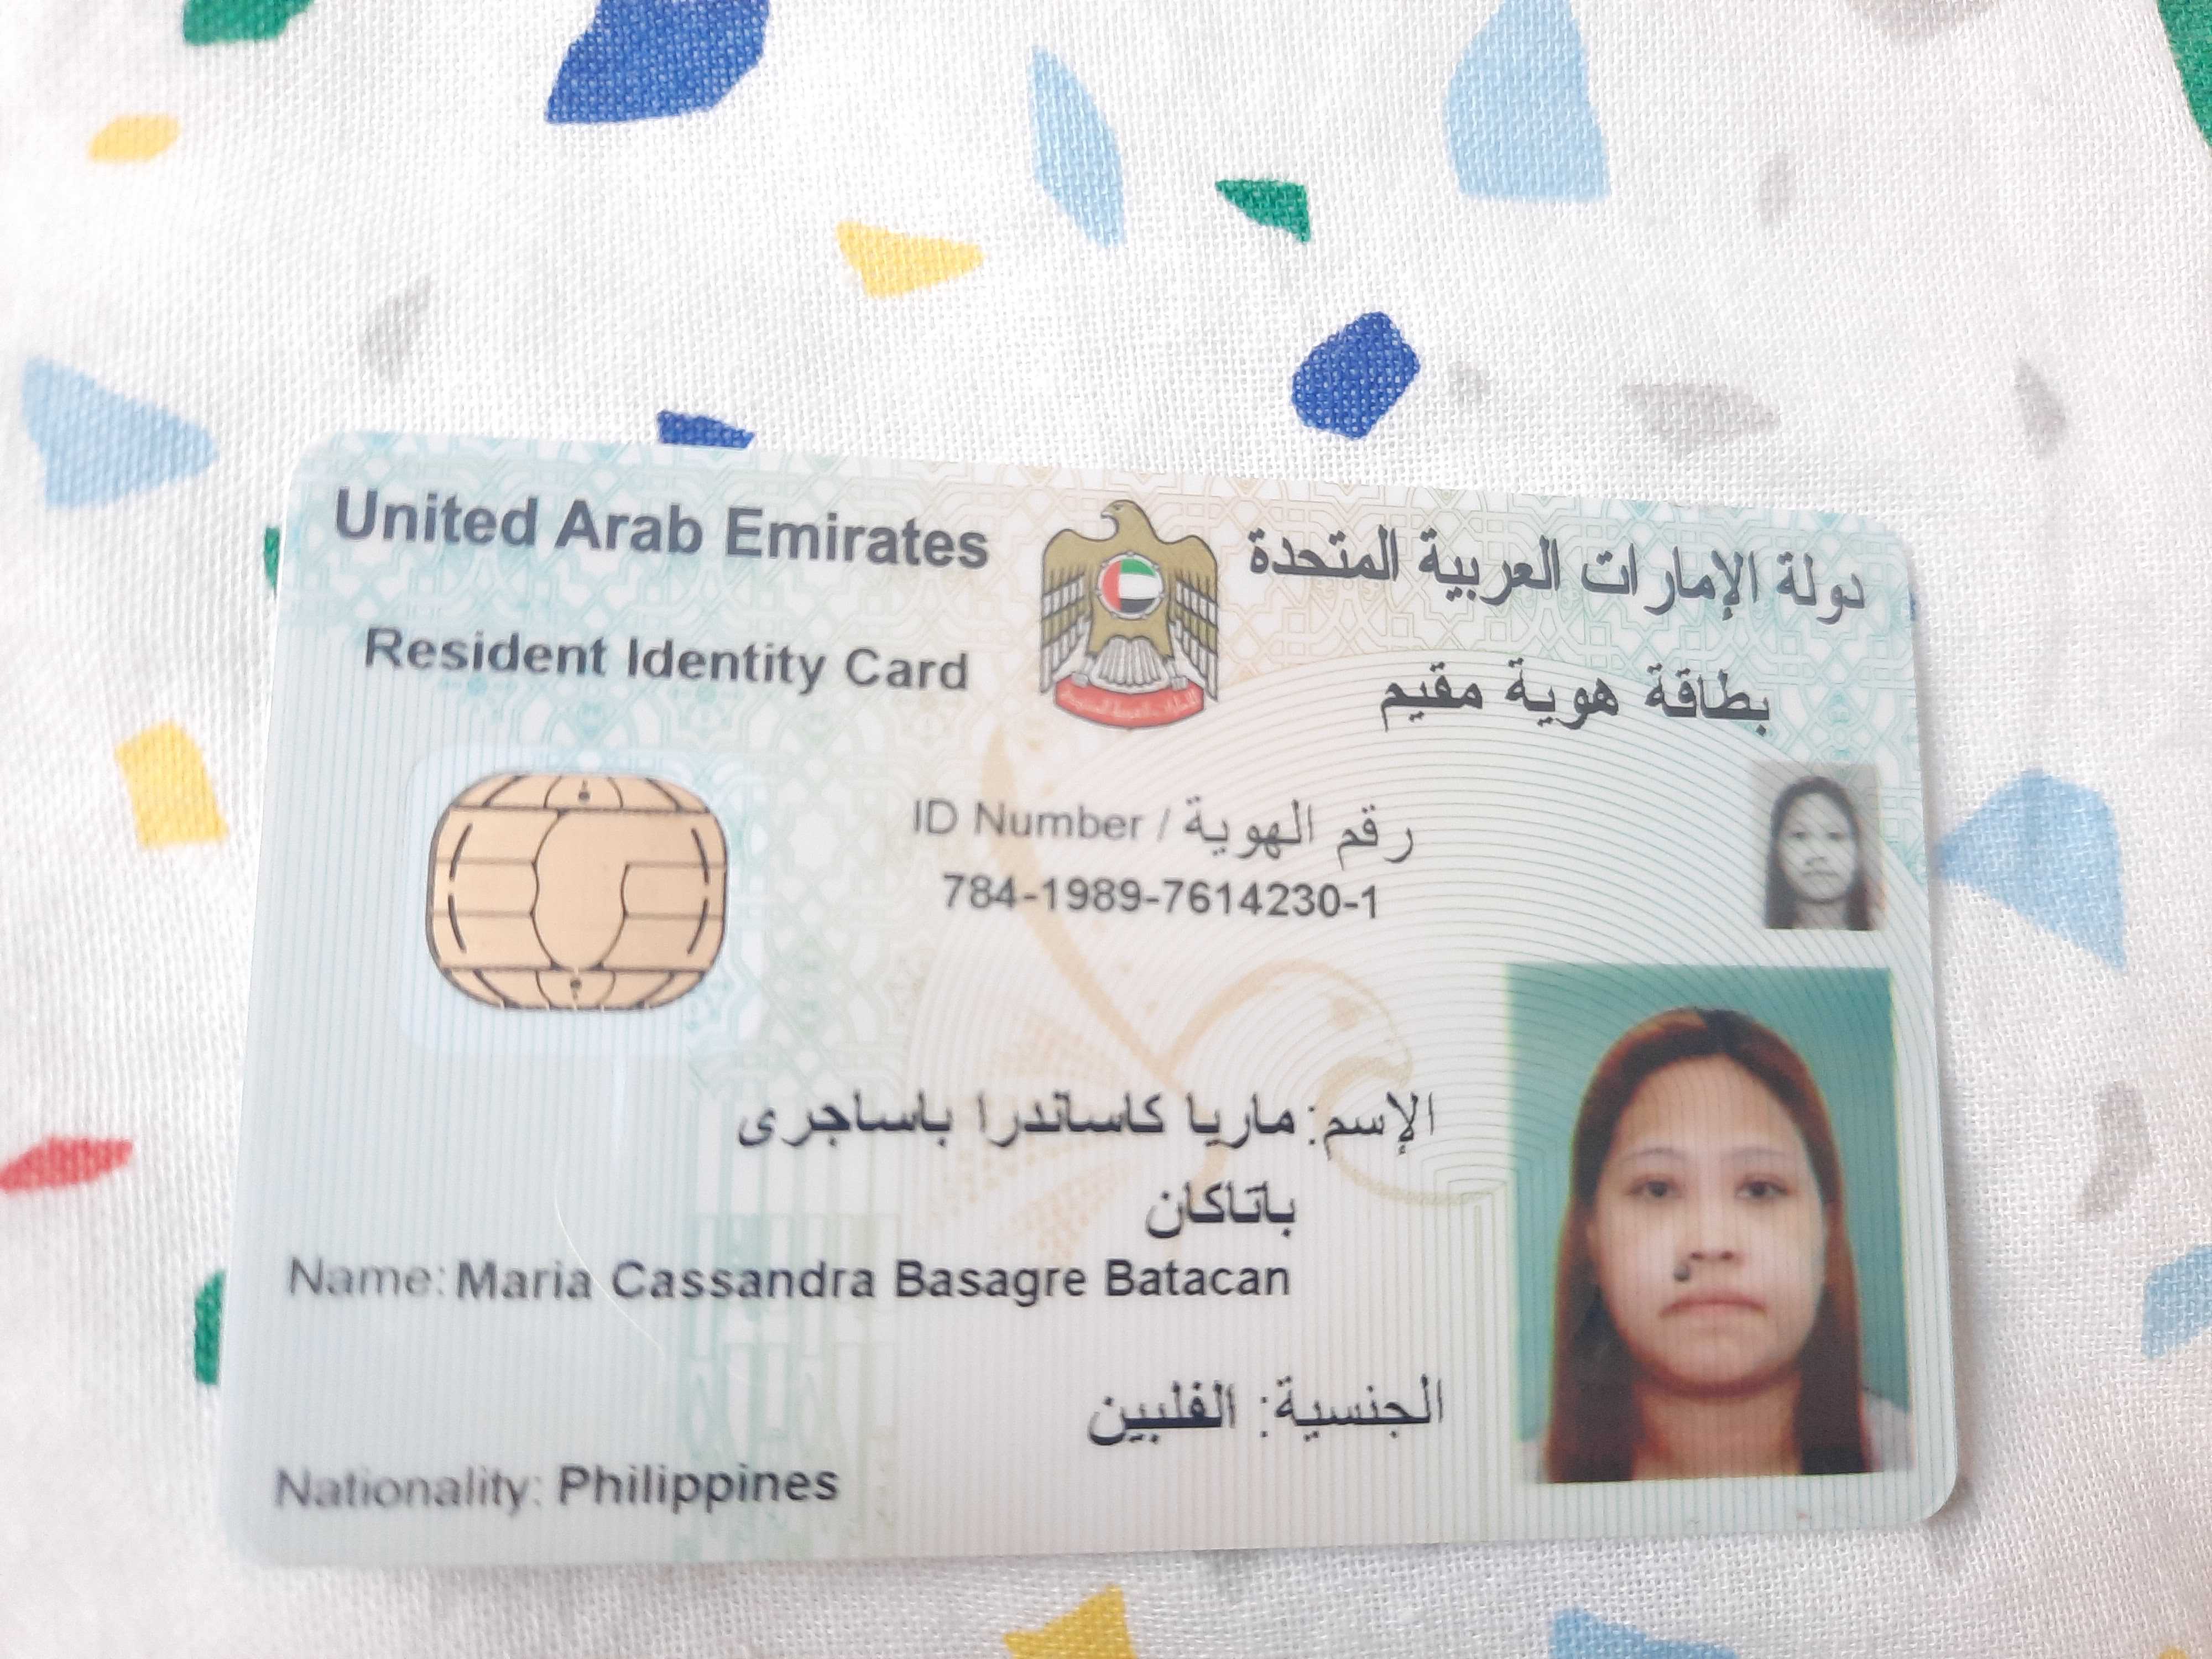 United Arab Emirates
دولة الإمارات العربية المتحدة
Resident Identity Card
بطاقة هوية مقيم
ID Number / رقم الهوية
784-1989-7614230-1
الإسم: ماريا كاساندرا باساجرى
باتاكان
Name: Maria Cassandra Basagre Batacan
الجنسية: الفلبين
Nationality: Philippines